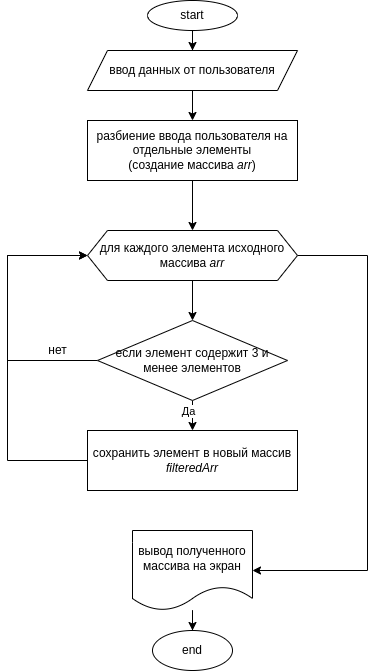 start
ввод данных от пользователя
разбиение ввода пользователя на
отдельные элементы
(создание массива arr)
для каждого элемента исходного
массива arr
нет
если элемент содержит 3 и
менее элементов
Да
сохранить элемент в новый массив
filteredArr
вывод полученного
массива на экран
end